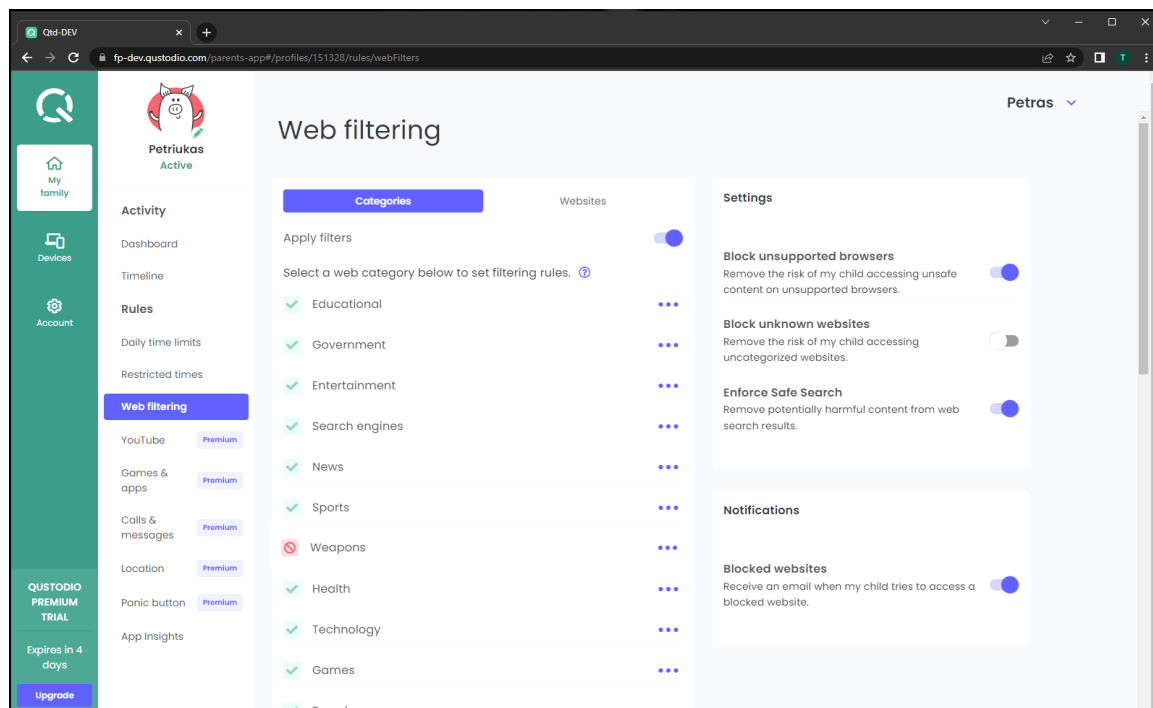 Qtd-DEV
fp-dev.qustodio.com/parents-app#/profiles/151328/rules/webFilters
T
My
family
Devices
Account
QUSTODIO
PREMIUM
TRIAL
Expires in 4
days
Upgrade
Petriukas
Active
Activity
Dashboard
Timeline
Rules
Daily time limits
Restricted times
Web filtering
YouTube Premium
Games &
apps
Premium
Calls &
messages
Premium
Location Premium
Panic button Premium
App Insights
Petras
Web filtering
Categories Websites
Apply filters
Select a web category below to set filtering rules. ?
Educational
Government
Entertainment
Search engines
News
Sports
Weapons
Health
Technology
Games
Settings
Block unsupported browsers
Remove the risk of my child accessing unsafe
content on unsupported browsers.
Block unknown websites
Remove the risk of my child accessing
uncategorized websites.
Enforce Safe Search
Remove potentially harmful content from web
search results.
Notifications
Blocked websites
Receive an email when my child tries to access a
blocked website.